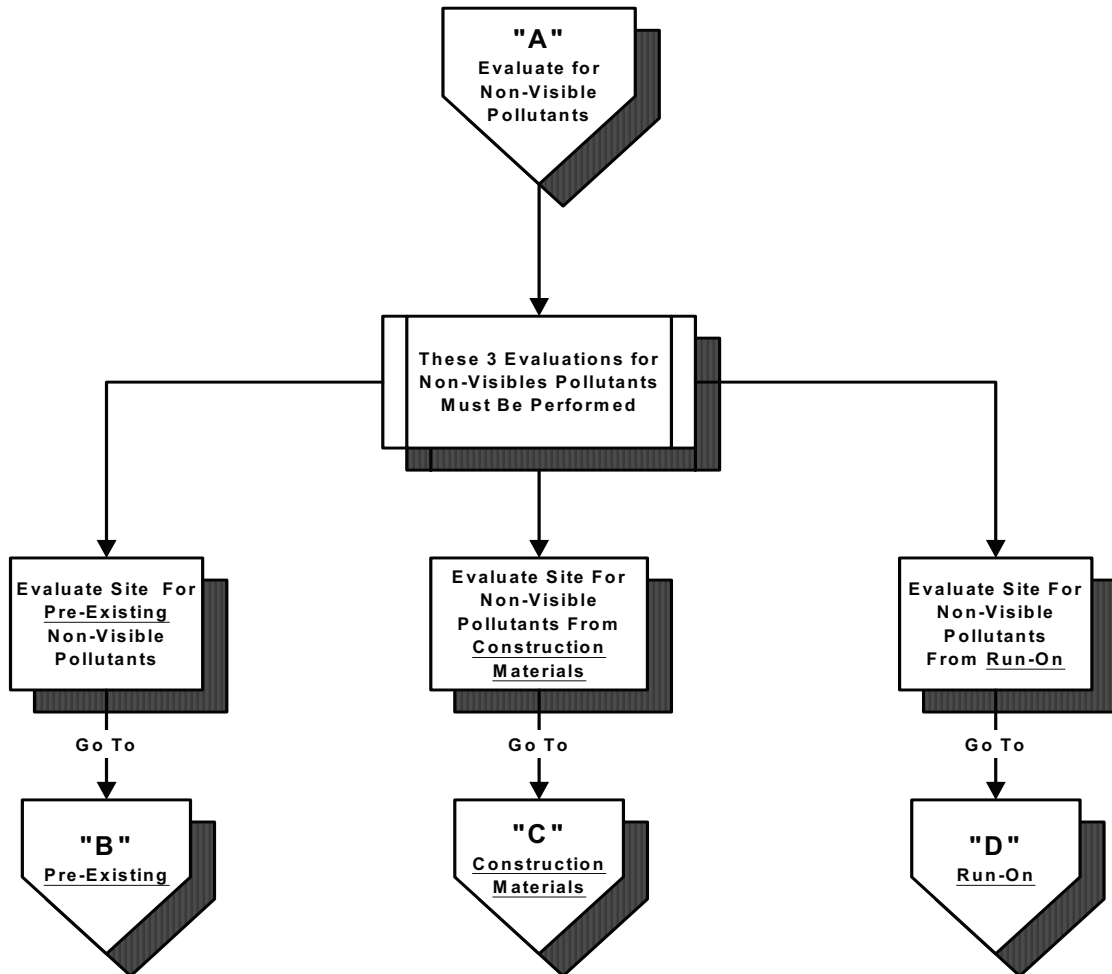 "A"
Evaluate for
Non-Visible
Pollutants
These 3 Evaluations for
Non-Visibles Pollutants
Must Be Performed
Evaluate Site For
Pre-Existing
Non-Visible
Pollutants
Evaluate Site For
Non-Visible
Pollutants From
Construction
Materials
Evaluate Site For
Non-Visible
Pollutants
From Run-On
Go To
Go To
Go To
"B"
Pre-Existing
"C"
Construction
Materials
"D"
Run-On